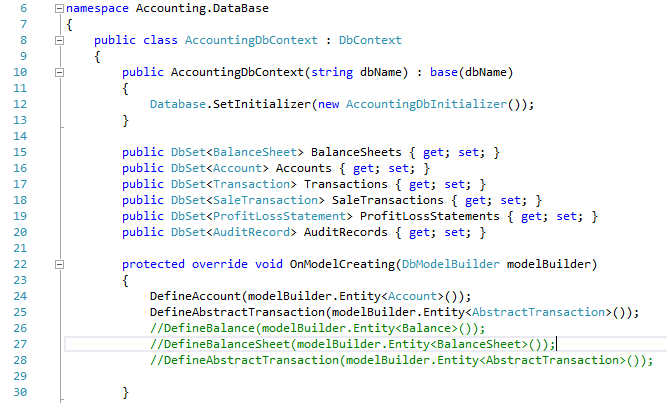 6 namespace Accounting.DataBase
7 {
8 public class AccountingDbContext : DbContext
9 {
10 public AccountingDbContext(string dbName) : base(dbName)
11 {
12 Database.SetInitializer(new AccountingDbInitializer());
13 }
14
15 public DbSet<BalanceSheet> BalanceSheets { get; set; }
16 public DbSet<Account> Accounts { get; set; }
17 public DbSet<Transaction> Transactions { get; set; }
18 public DbSet<SaleTransaction> SaleTransactions { get; set; }
19 public DbSet<ProfitLossStatement> ProfitLossStatements { get; set; }
20 public DbSet<AuditRecord> AuditRecords { get; set; }
21
22 protected override void OnModelCreating(DbModelBuilder modelBuilder)
23 {
24 DefineAccount(modelBuilder.Entity<Account>());
25 DefineAbstractTransaction(modelBuilder.Entity<AbstractTransaction>());
26 //DefineBalance(modelBuilder.Entity<Balance>());
27 //DefineBalanceSheet(modelBuilder.Entity<BalanceSheet>());
28 //DefineAbstractTransaction(modelBuilder.Entity<AbstractTransaction>());
29
30 }